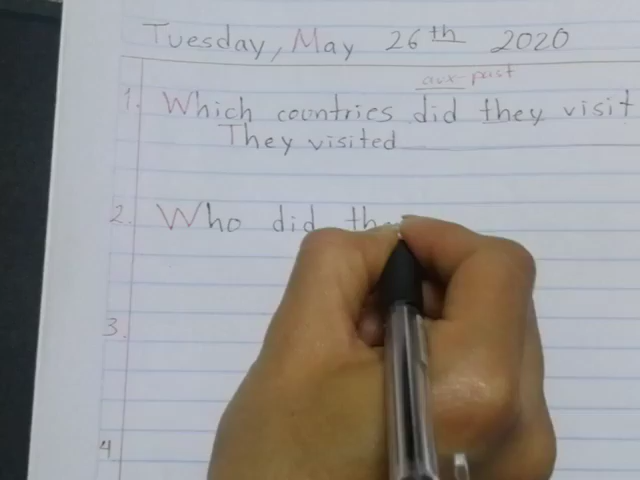 Tuesday, May 26th 2020
aux-past
1. Which countries did they visit
They visited
2. Who did the
3.
4